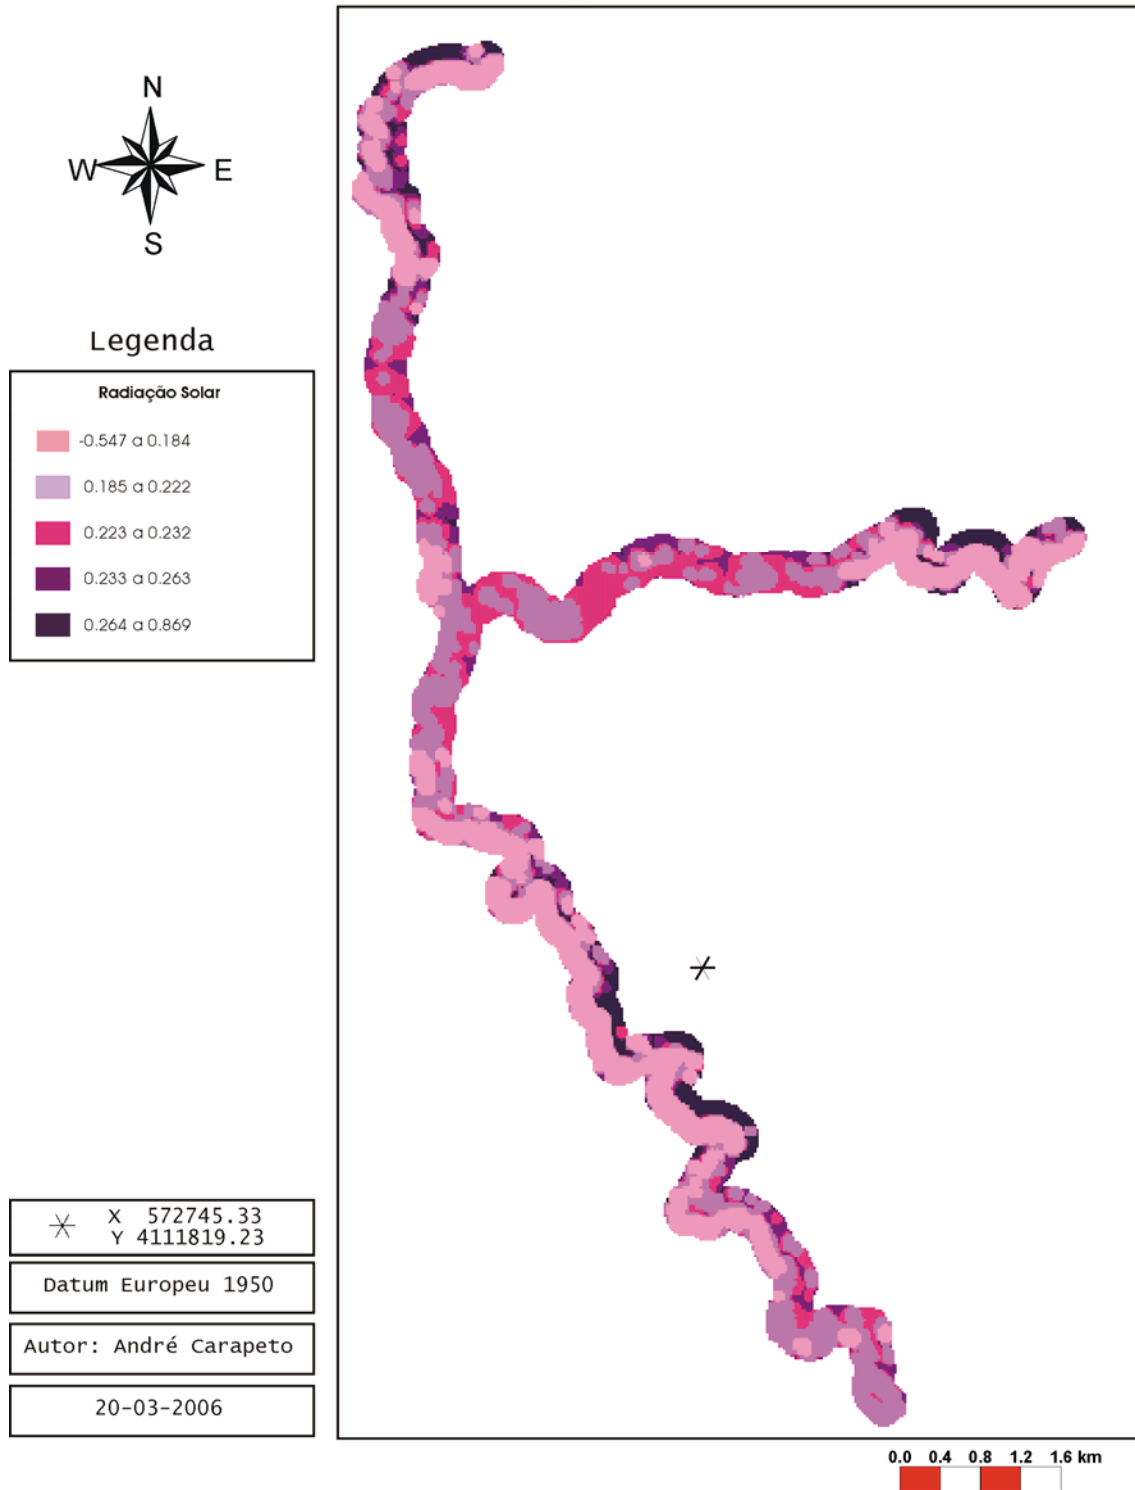 N
W E
S
Legenda
Radiação Solar
-0.547 a 0.184
0.185 a 0.222
0.223 a 0.232
0.233 a 0.263
0.264 a 0.869
X 572745.33
Y 4111819.23
Datum Europeu 1950
Autor: André Carapeto
20-03-2006
0.0 0.4 0.8 1.2 1.6 km